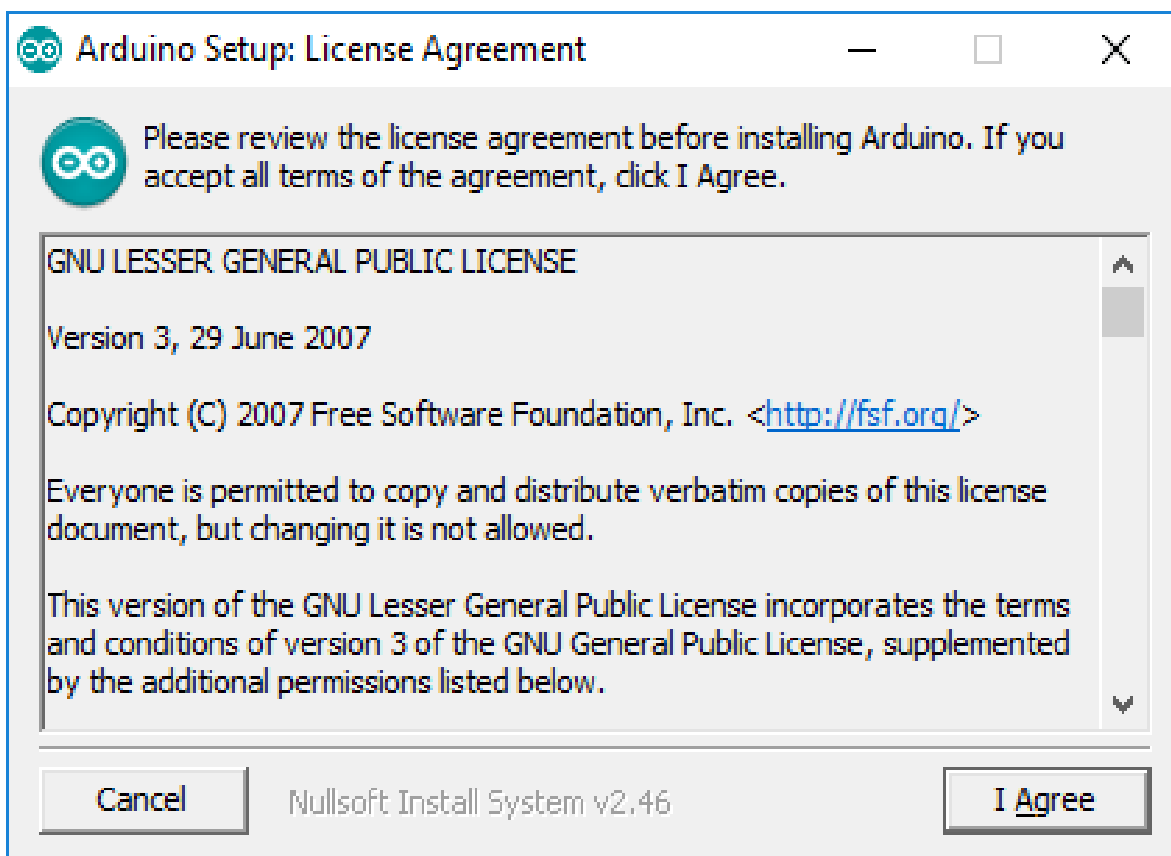 Arduino Setup: License Agreement
Please review the license agreement before installing Arduino. If you
accept all terms of the agreement, click I Agree.
GNU LESSER GENERAL PUBLIC LICENSE
Version 3, 29 June 2007
Copyright (C) 2007 Free Software Foundation, Inc. <http://fsf.org/>
Everyone is permitted to copy and distribute verbatim copies of this license
document, but changing it is not allowed.
This version of the GNU Lesser General Public License incorporates the terms
and conditions of version 3 of the GNU General Public License, supplemented
by the additional permissions listed below.
Cancel
Nullsoft Install System v2.46
I Agree